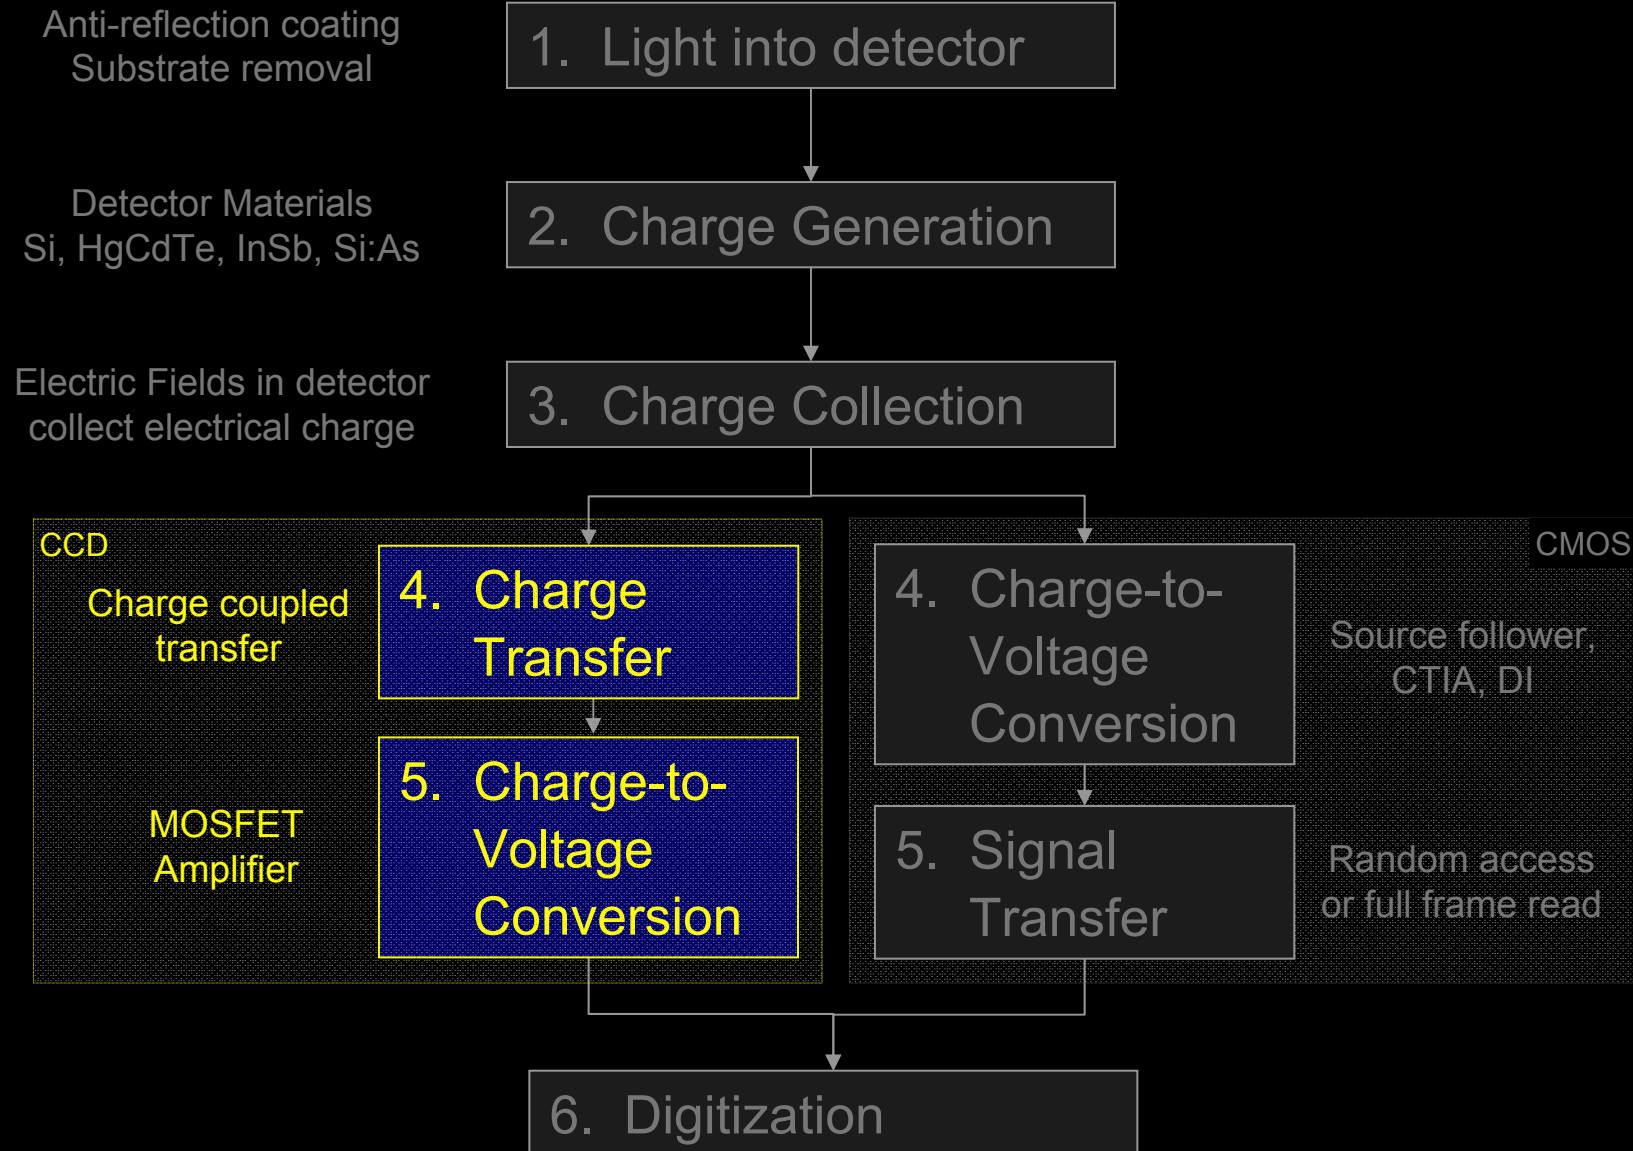 Anti-reflection coating
Substrate removal
1. Light into detector
Detector Materials
Si, HgCdTe, InSb, Si:As
2. Charge Generation
Electric Fields in detector
collect electrical charge
3. Charge Collection
CCD
Charge coupled
transfer
4. Charge
Transfer
MOSFET
Amplifier
5. Charge-to-
Voltage
Conversion
CMOS
4. Charge-to-
Voltage
Conversion
Source follower,
CTIA, DI
5. Signal
Transfer
Random access
or full frame read
6. Digitization